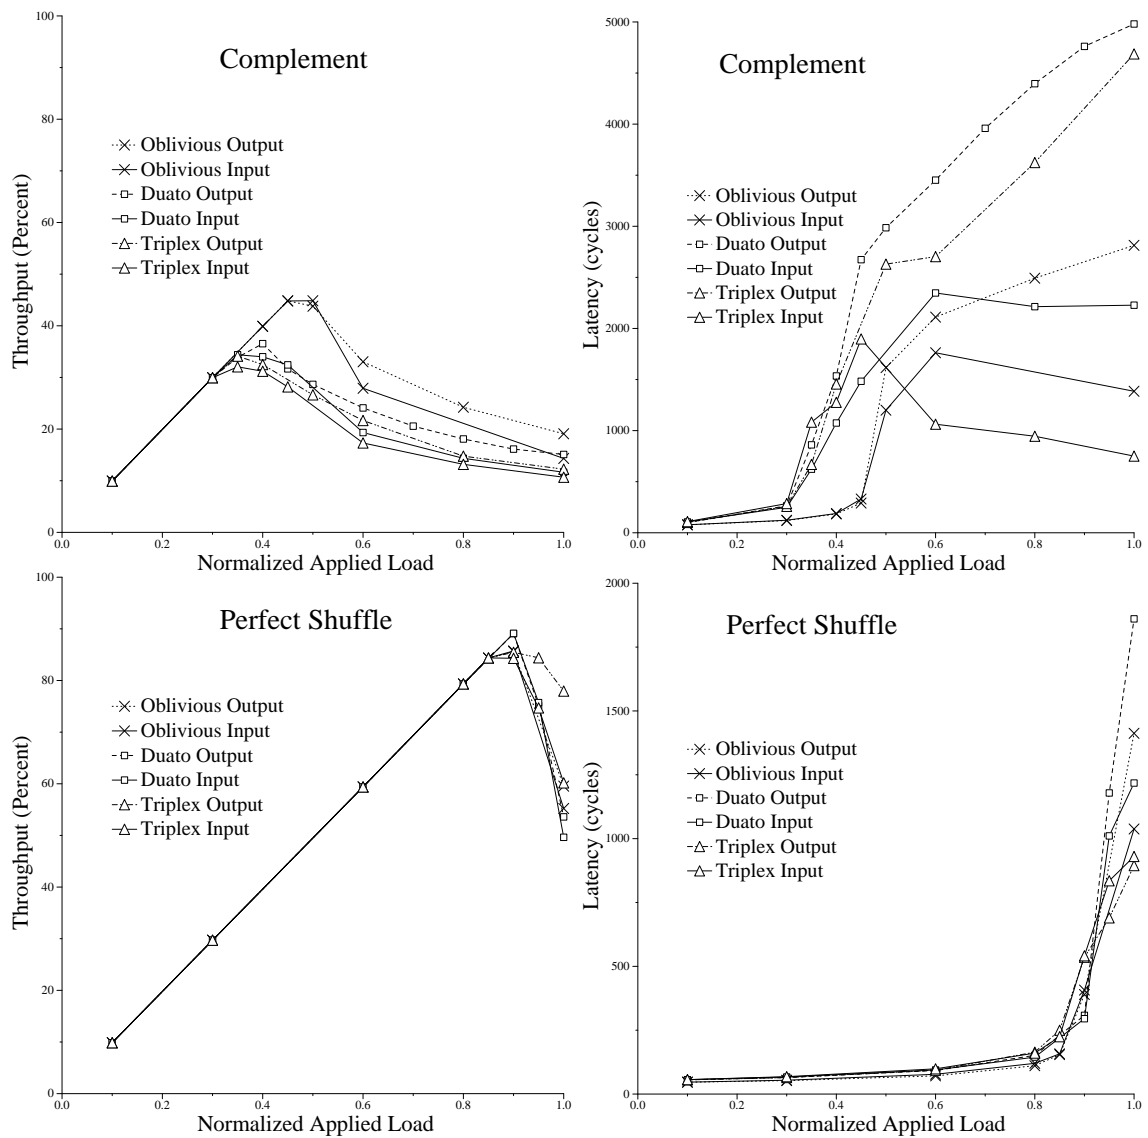 Complement
Throughput (Percent)
100
80
60
40
20
0
Oblivious Output
Oblivious Input
Duato Output
Duato Input
Triplex Output
Triplex Input
0.0 0.2 0.4 0.6 0.8 1.0
Normalized Applied Load
Complement
Latency (cycles)
5000
4000
3000
2000
1000
0
Oblivious Output
Oblivious Input
Duato Output
Duato Input
Triplex Output
Triplex Input
0.0 0.2 0.4 0.6 0.8 1.0
Normalized Applied Load
Perfect Shuffle
Throughput (Percent)
100
80
60
40
20
0
Oblivious Output
Oblivious Input
Duato Output
Duato Input
Triplex Output
Triplex Input
0.0 0.2 0.4 0.6 0.8 1.0
Normalized Applied Load
Perfect Shuffle
Latency (cycles)
2000
1500
1000
500
0
Oblivious Output
Oblivious Input
Duato Output
Duato Input
Triplex Output
Triplex Input
0.0 0.2 0.4 0.6 0.8 1.0
Normalized Applied Load